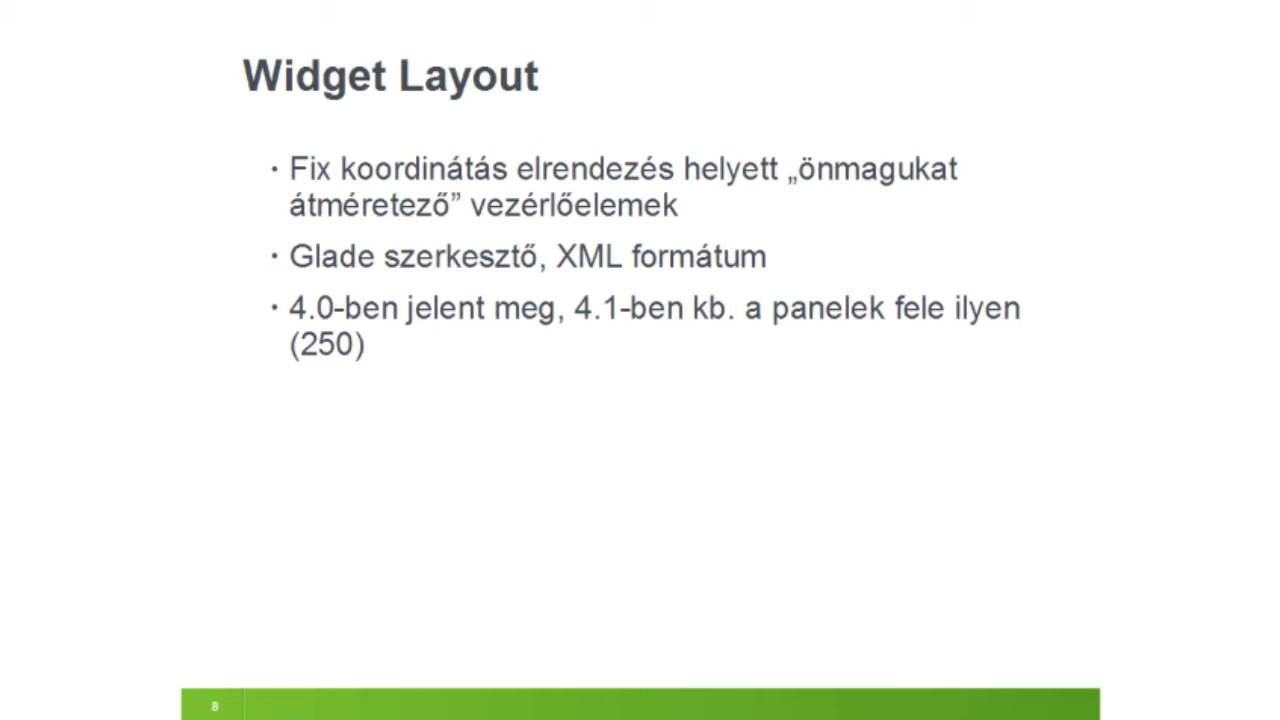 Widget Layout
· Fix koordinátás elrendezés helyett „önmagukat
átméretező” vezérlőelemek
· Glade szerkesztő, XML formátum
· 4.0-ben jelent meg, 4.1-ben kb. a panelek fele ilyen
(250)
8